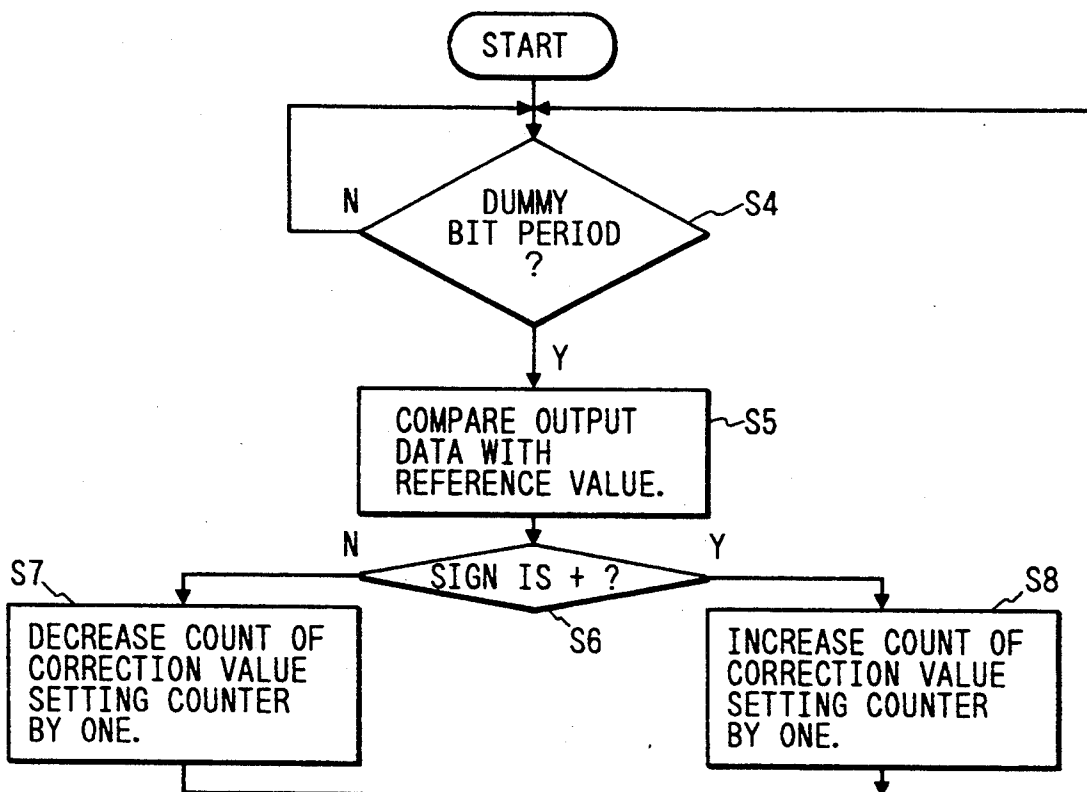 START
DUMMY
BIT PERIOD
?
N
S4
Y
COMPARE OUTPUT
DATA WITH
REFERENCE VALUE.
S5
N
SIGN IS + ?
Y
S6
S7
DECREASE COUNT OF
CORRECTION VALUE
SETTING COUNTER
BY ONE.
S8
INCREASE COUNT OF
CORRECTION VALUE
SETTING COUNTER
BY ONE.